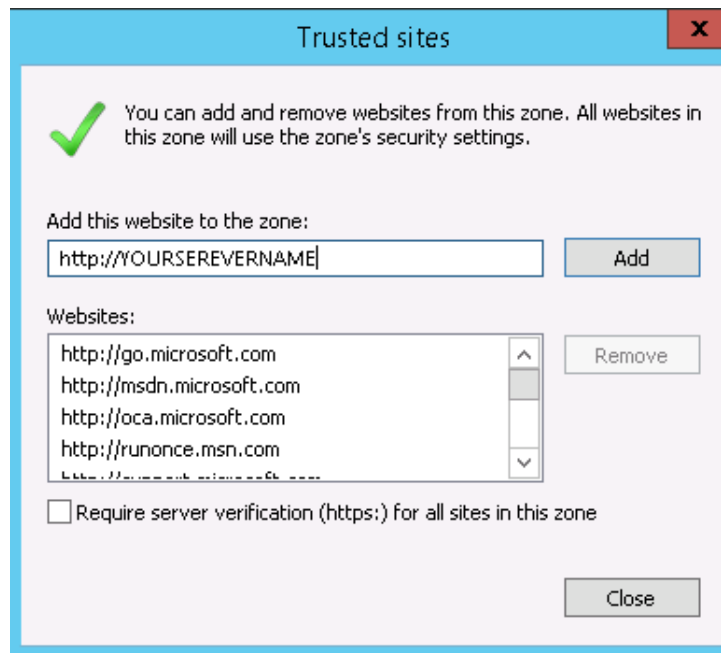 Trusted sites
x
You can add and remove websites from this zone. All websites in
this zone will use the zone's security settings.
Add this website to the zone:
http://YOURSEREVERNAME
Add
Websites:
http://go.microsoft.com
Remove
http://msdn.microsoft.com
http://oca.microsoft.com
http://runonce.msn.com
Require server verification (https:) for all sites in this zone
Close